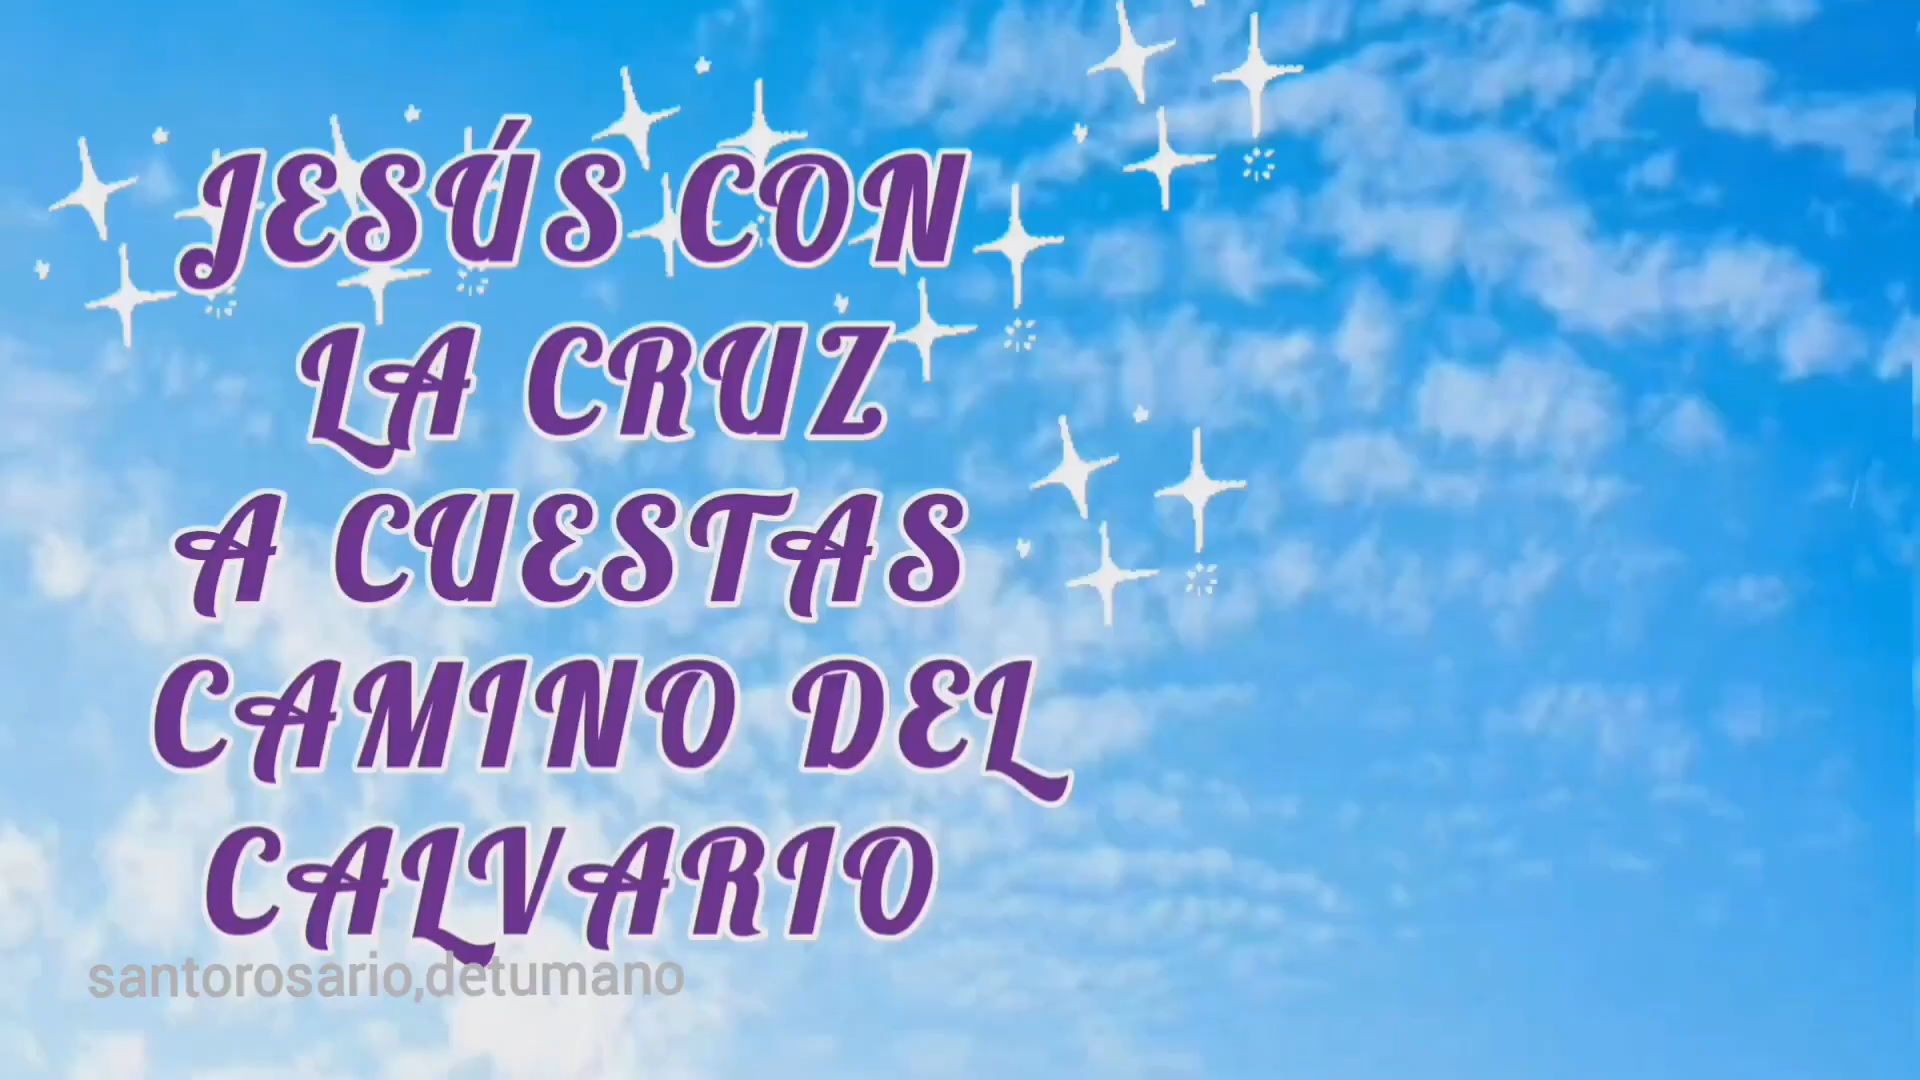 JESÚS CON
LA CRUZ
A CUESTAS
CAMINO DEL
CALVARIO
santorosario,detumano